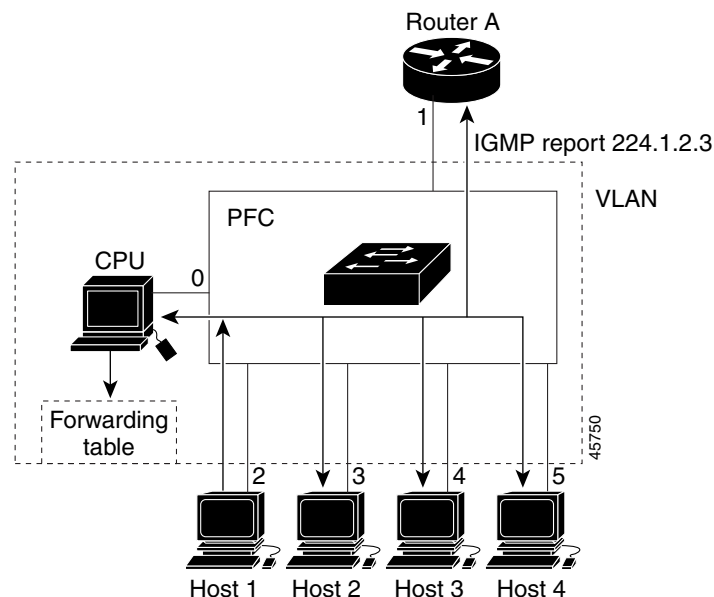 Router A
1
IGMP report 224.1.2.3
VLAN
PFC
CPU
0
Forwarding
table
45750
2
3
4
5
Host 1
Host 2
Host 3
Host 4